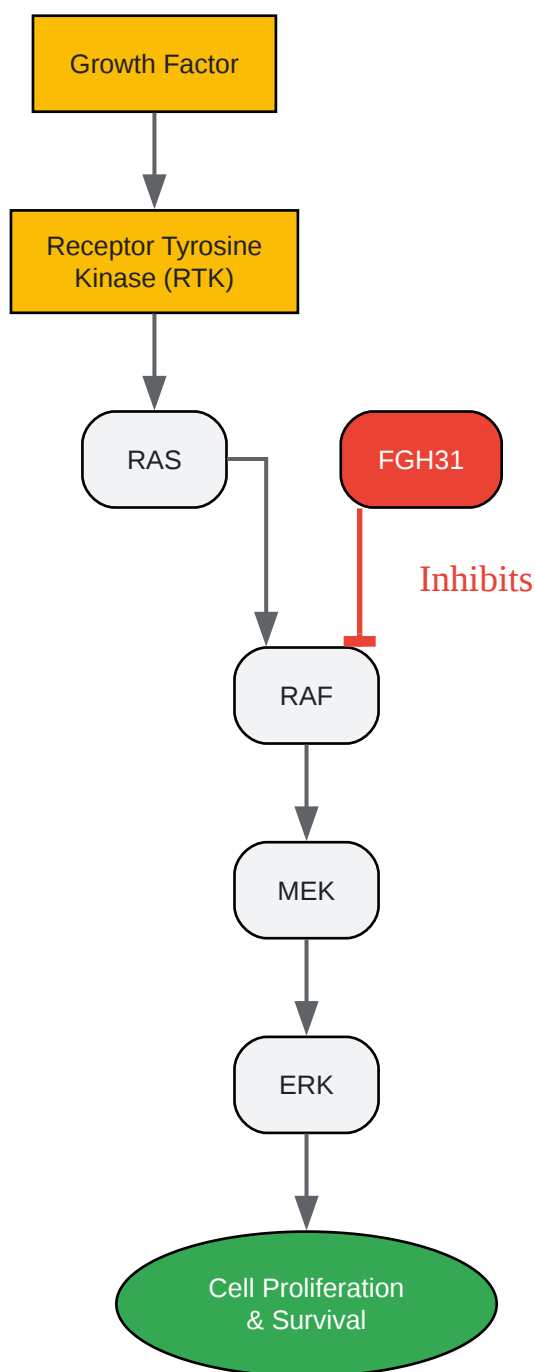 Growth Factor
Receptor Tyrosine
Kinase (RTK)
RAS
FGH31
Inhibits
RAF
MEK
ERK
Cell Proliferation
& Survival